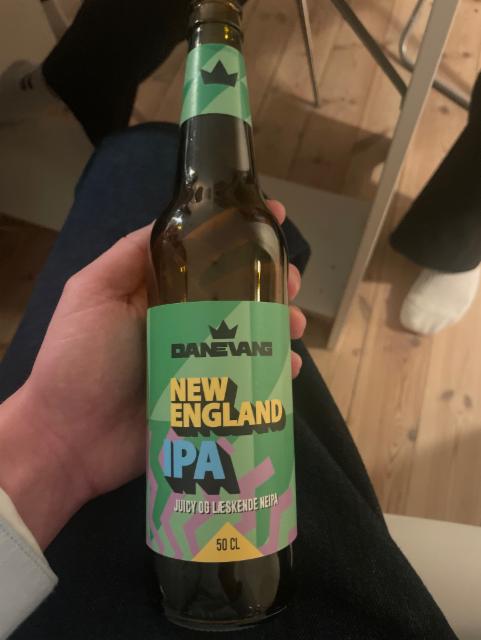 DANEVANG
NEW
ENGLAND
IPA
JUICY OG LÆSKENDE NEIPA
50 CL